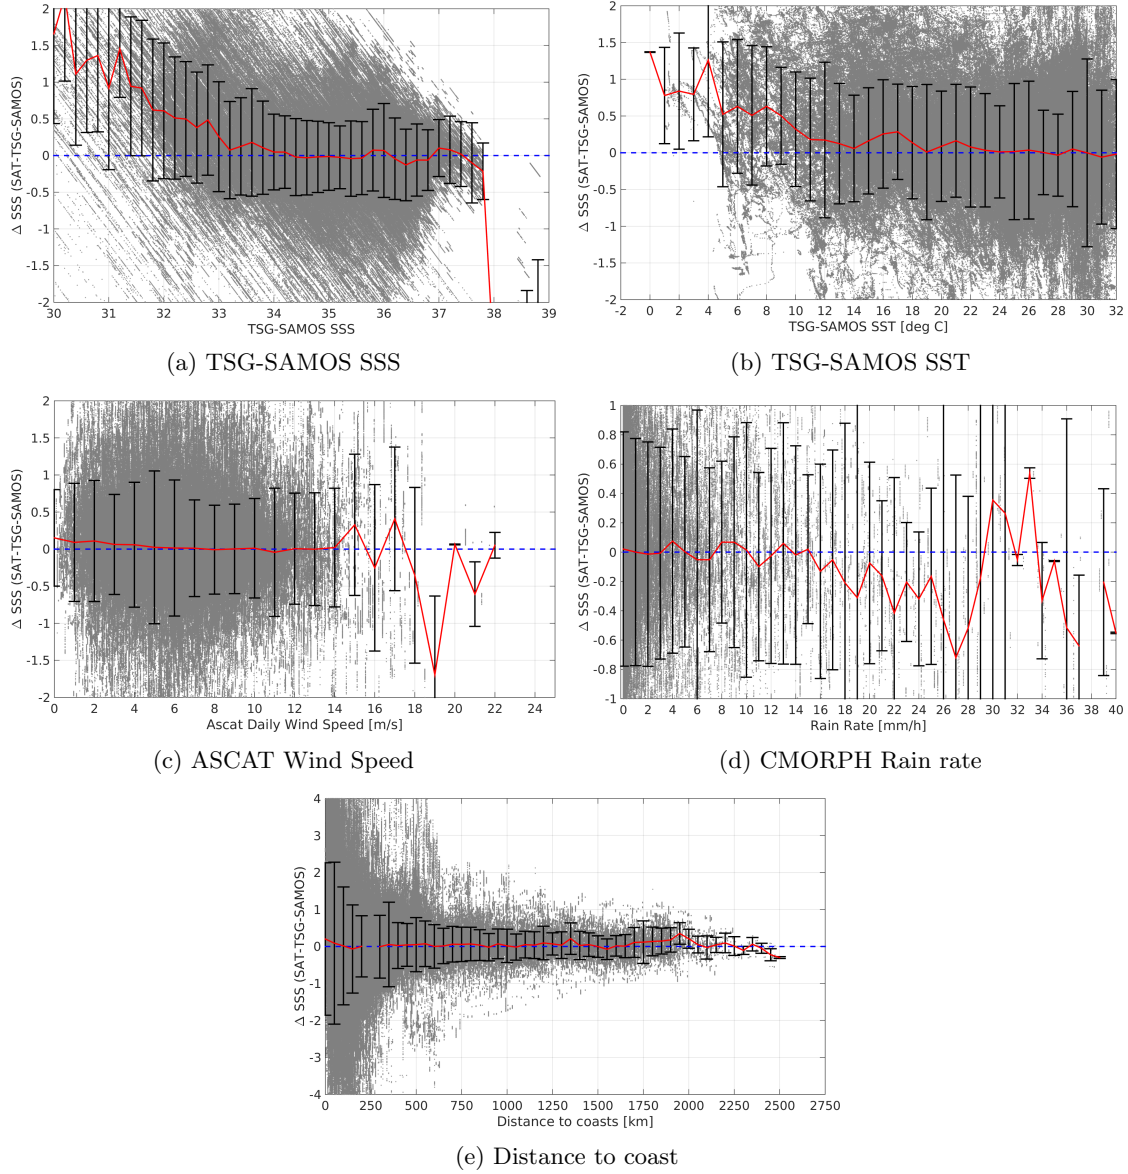 2
1.5
1
0.5
0
-0.5
-1
-1.5
-2
Δ SSS (SAT-TSG-SAMOS)
30 31 32 33 34 35 36 37 38 39
TSG-SAMOS SSS
(a) TSG-SAMOS SSS
2
1.5
1
0.5
0
-0.5
-1
-1.5
-2
Δ SSS (SAT-TSG-SAMOS)
-2 0 2 4 6 8 10 12 14 16 18 20 22 24 26 28 30 32
TSG-SAMOS SST [deg C]
(b) TSG-SAMOS SST
2
1.5
1
0.5
0
-0.5
-1
-1.5
-2
Δ SSS (SAT-TSG-SAMOS)
0 2 4 6 8 10 12 14 16 18 20 22 24
Ascat Daily Wind Speed [m/s]
(c) ASCAT Wind Speed
1
0.8
0.6
0.4
0.2
0
-0.2
-0.4
-0.6
-0.8
-1
Δ SSS (SAT-TSG-SAMOS)
0 2 4 6 8 10 12 14 16 18 20 22 24 26 28 30 32 34 36 38 40
Rain Rate [mm/h]
(d) CMORPH Rain rate
4
3
2
1
0
-1
-2
-3
-4
Δ SSS (SAT-TSG-SAMOS)
0 250 500 750 1000 1250 1500 1750 2000 2250 2500 2750
Distance to coasts [km]
(e) Distance to coast